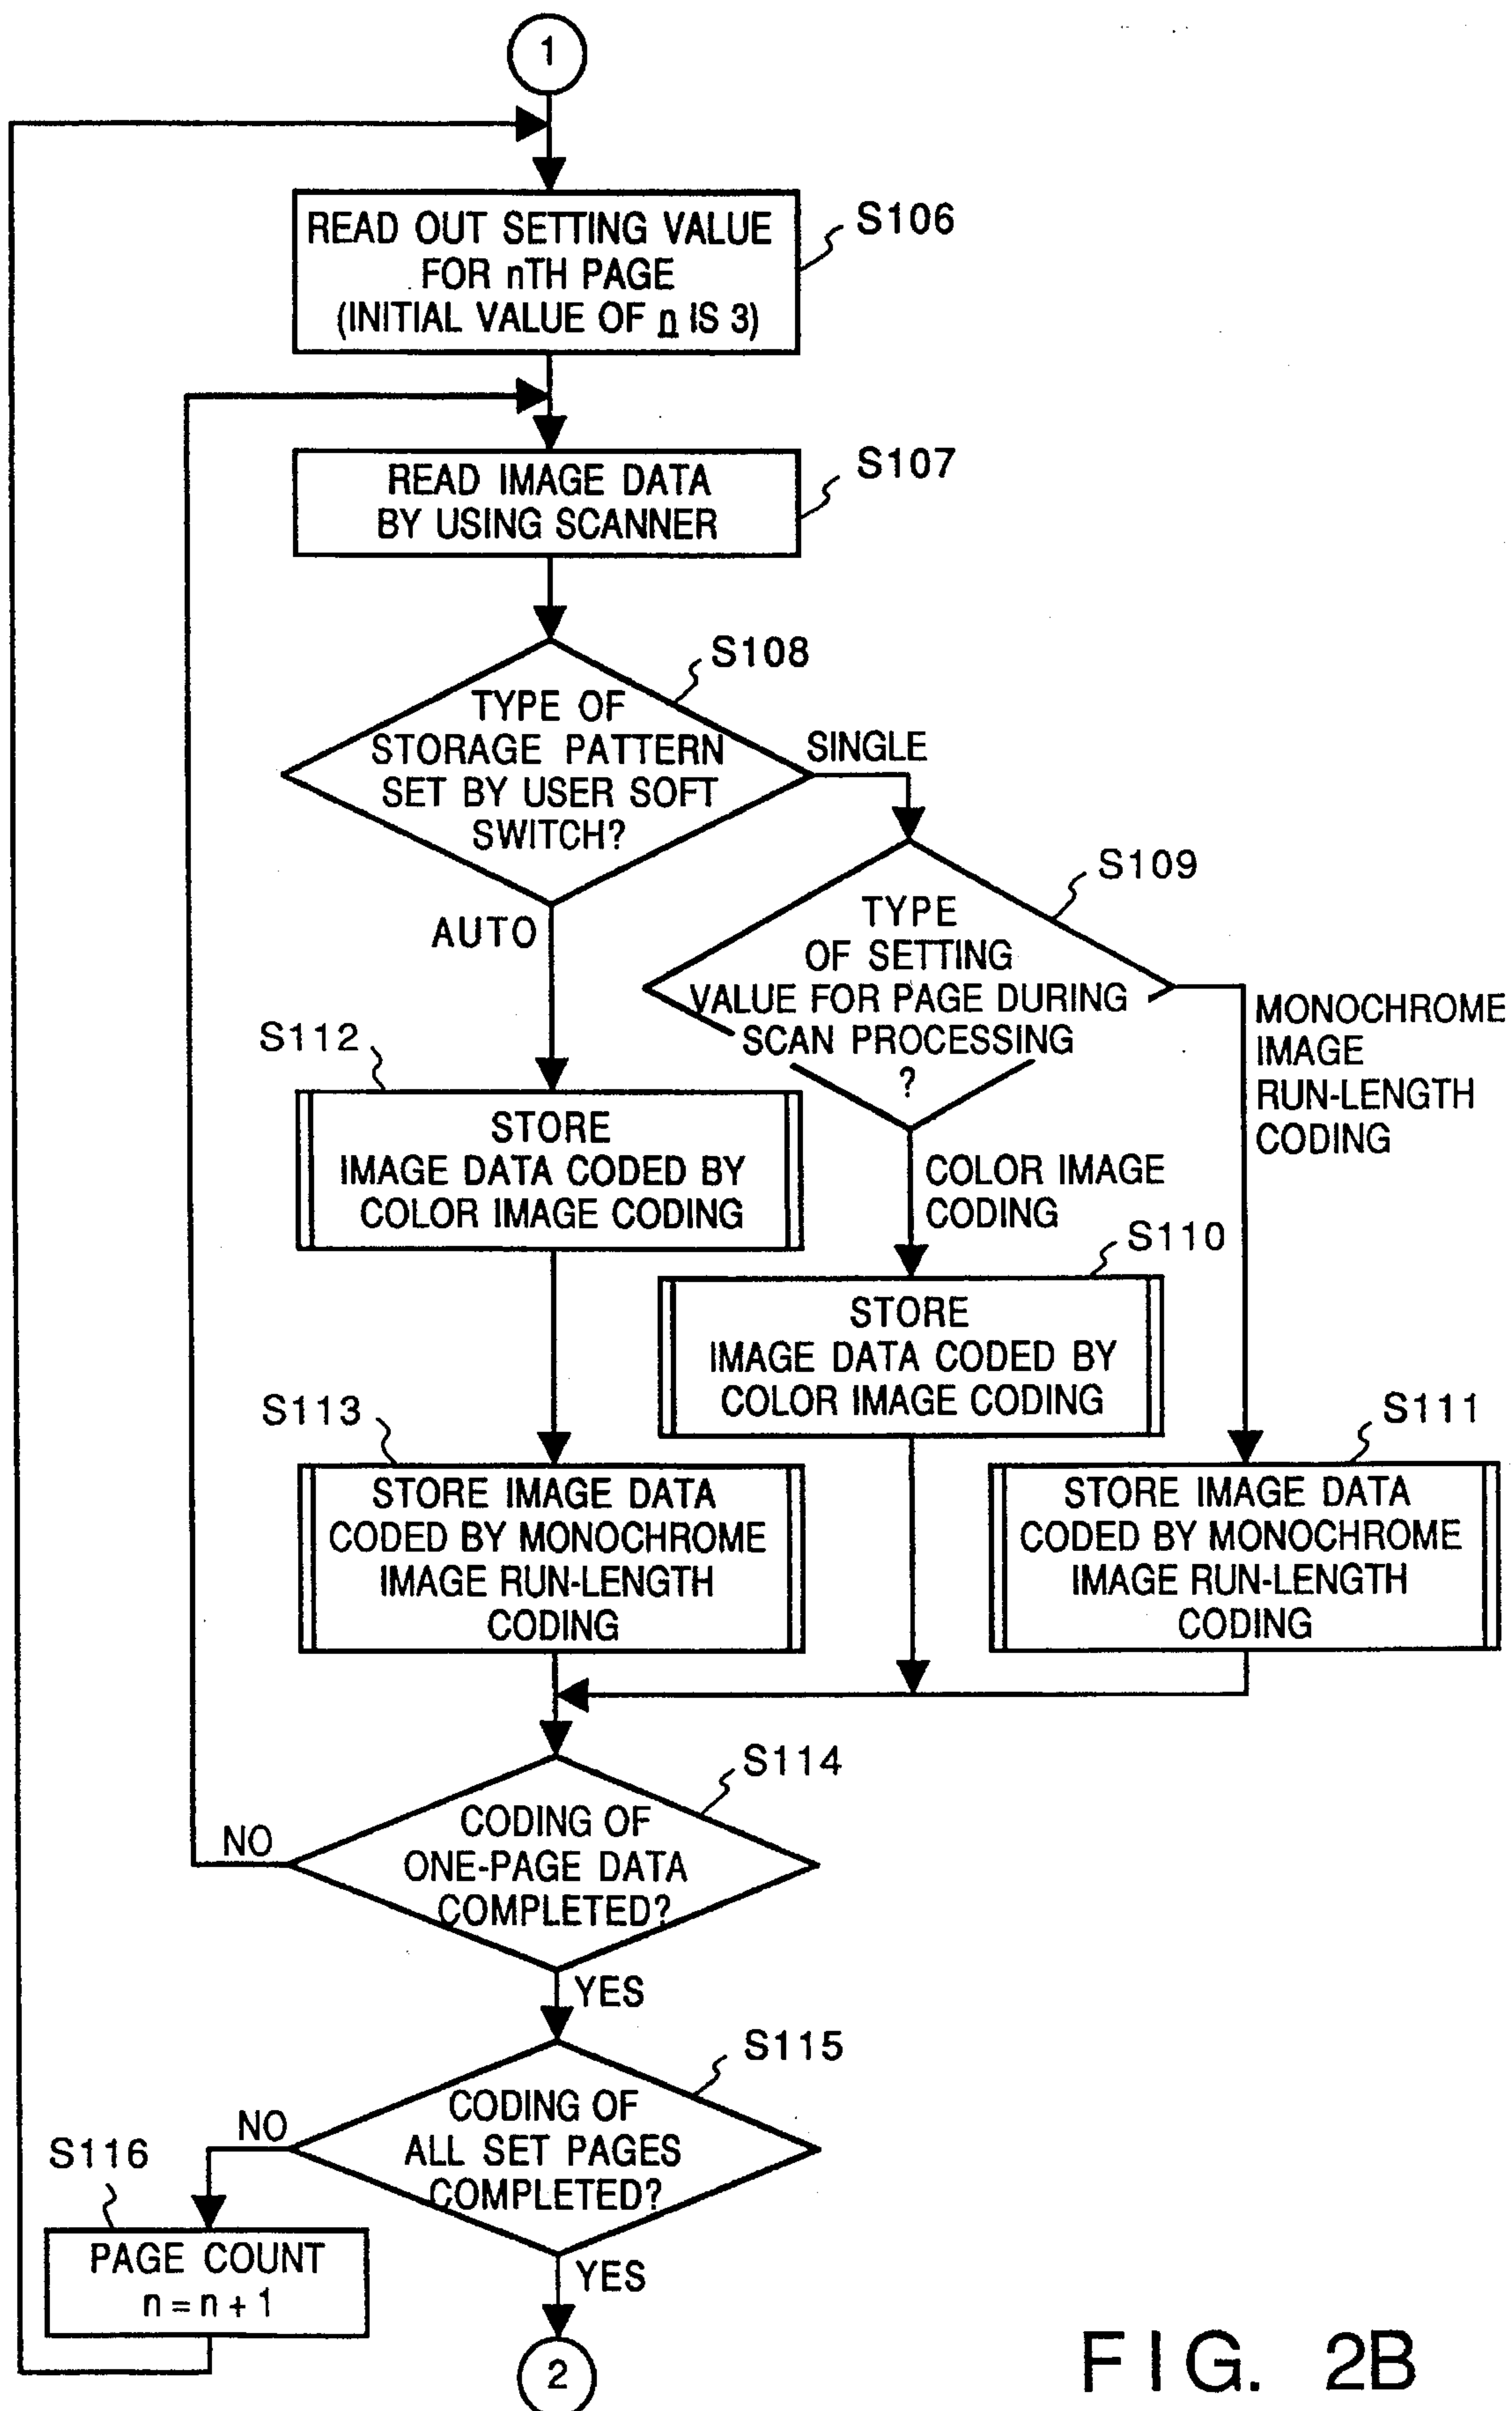 1
READ OUT SETTING VALUE
FOR nTH PAGE
(INITIAL VALUE OF n IS 3)
S106
READ IMAGE DATA
BY USING SCANNER
S107
S108
TYPE OF
STORAGE PATTERN
SET BY USER SOFT
SWITCH?
SINGLE
AUTO
S109
TYPE
OF SETTING
VALUE FOR PAGE DURING
SCAN PROCESSING
?
MONOCHROME
IMAGE
RUN-LENGTH
CODING
COLOR IMAGE
CODING
S112
STORE
IMAGE DATA CODED BY
COLOR IMAGE CODING
S110
STORE
IMAGE DATA CODED BY
COLOR IMAGE CODING
S113
STORE IMAGE DATA
CODED BY MONOCHROME
IMAGE RUN-LENGTH
CODING
S111
STORE IMAGE DATA
CODED BY MONOCHROME
IMAGE RUN-LENGTH
CODING
S114
CODING OF
ONE-PAGE DATA
COMPLETED?
NO
YES
S115
CODING OF
ALL SET PAGES
COMPLETED?
NO
YES
S116
PAGE COUNT
n = n + 1
2
FIG. 2B